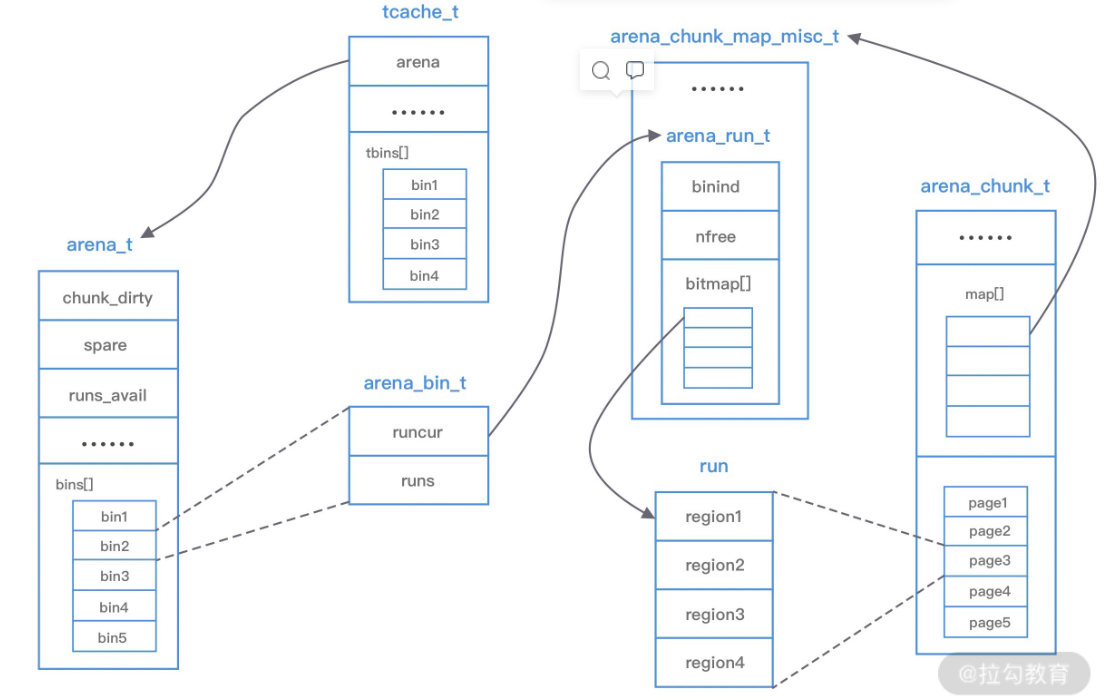 tcache_t
arena
••••••
tbins[]
bin1
bin2
bin3
bin4
arena_t
chunk_dirty
spare
runs_avail
••••••
bins[]
bin1
bin2
bin3
bin4
bin5
arena_bin_t
runcur
runs
arena_chunk_map_misc_t
••••••
arena_run_t
binind
nfree
bitmap[]
run
region1
region2
region3
region4
arena_chunk_t
••••••
map[]
page1
page2
page3
page4
page5
@拉勾教育